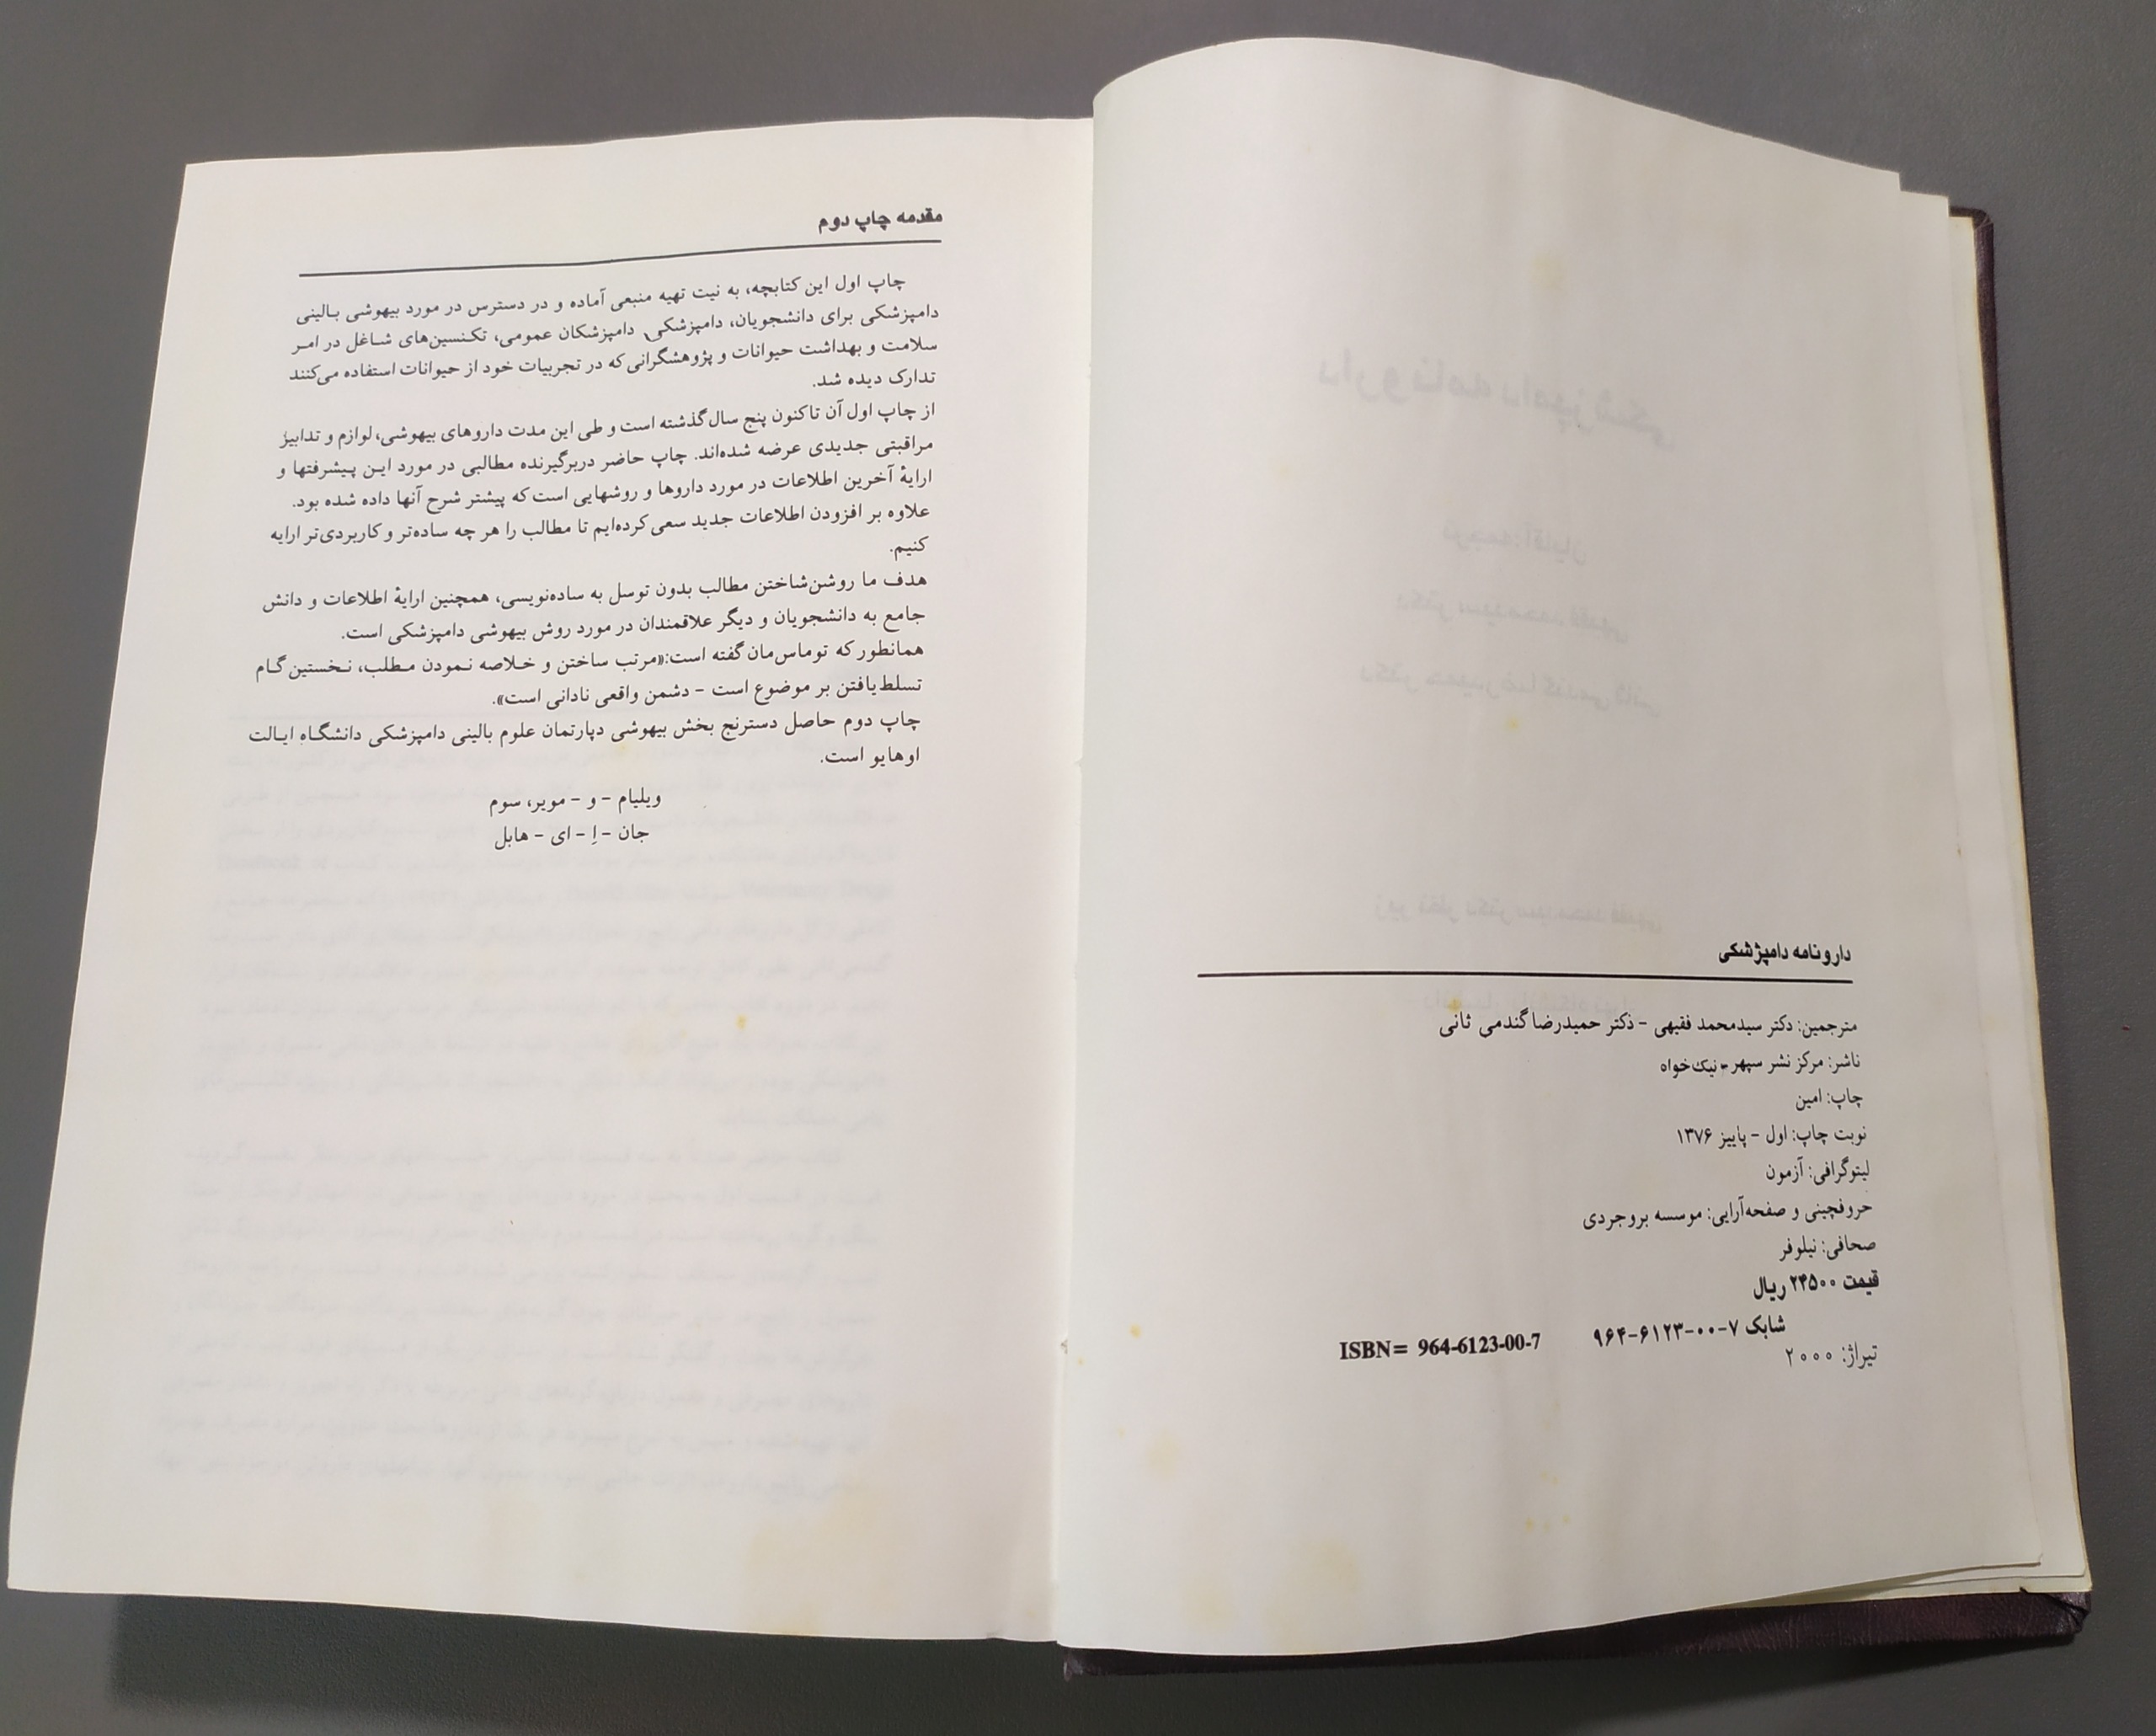 دارونامه دامپژشکی
مترجمین: دکتر سیدمحمد فقیهی - دکتر حمیدرضا گندمی ثانی
ناشر: مرکز نشر سپهر - نیک‌خواه
چاپ: امین
نوبت چاپ: اول - پاییز ۱۳۷۶
لیتوگرافی: آزمون
حروفچینی و صفحه‌آرایی: موسسه بروجردی
صحافی: نیلوفر
قیمت ۲۴۵۰۰ ریال
شابک ۷-۰۰-۶۱۲۳-۹۶۴ ISBN= 964-6123-00-7
تیراژ: ۲۰۰۰
مقدمه چاپ دوم
چاپ اول این کتابچه، به نیت تهیه منبعی آماده و در دسترس در مورد بیهوشی بالینی
دامپزشکی برای دانشجویان، دامپزشکی، دامپزشکان عمومی، تکنسین‌های شاغل در امر
سلامت و بهداشت حیوانات و پژوهشگرانی که در تجربیات خود از حیوانات استفاده می‌کنند
تدارک دیده شد.
از چاپ اول آن تاکنون پنج سال گذشته است و طی این مدت داروهای بیهوشی، لوازم و تدابیر
مراقبتی جدیدی عرضه شده‌اند. چاپ حاضر دربرگیرنده مطالبی در مورد این پیشرفتها و
ارایهٔ آخرین اطلاعات در مورد داروها و روشهایی است که پیشتر شرح آنها داده شده بود.
علاوه بر افزودن اطلاعات جدید سعی کرده‌ایم تا مطالب را هر چه ساده‌تر و کاربردی‌تر ارایه
کنیم.
هدف ما روشن‌شاختن مطالب بدون توسل به ساده‌نویسی، همچنین ارایهٔ اطلاعات و دانش
جامع به دانشجویان و دیگر علاقمندان در مورد روش بیهوشی دامپزشکی است.
همانطور که توماس‌مان گفته است:«مرتب ساختن و خلاصه نمودن مطلب، نخستین گام
تسلط یافتن بر موضوع است - دشمن واقعی نادانی است».
چاپ دوم حاصل دسترنج بخش بیهوشی دپارتمان علوم بالینی دامپزشکی دانشگاه ایالت
اوهایو است.
ویلیام - و - مویر، سوم
جان - اِ - ای - هابل